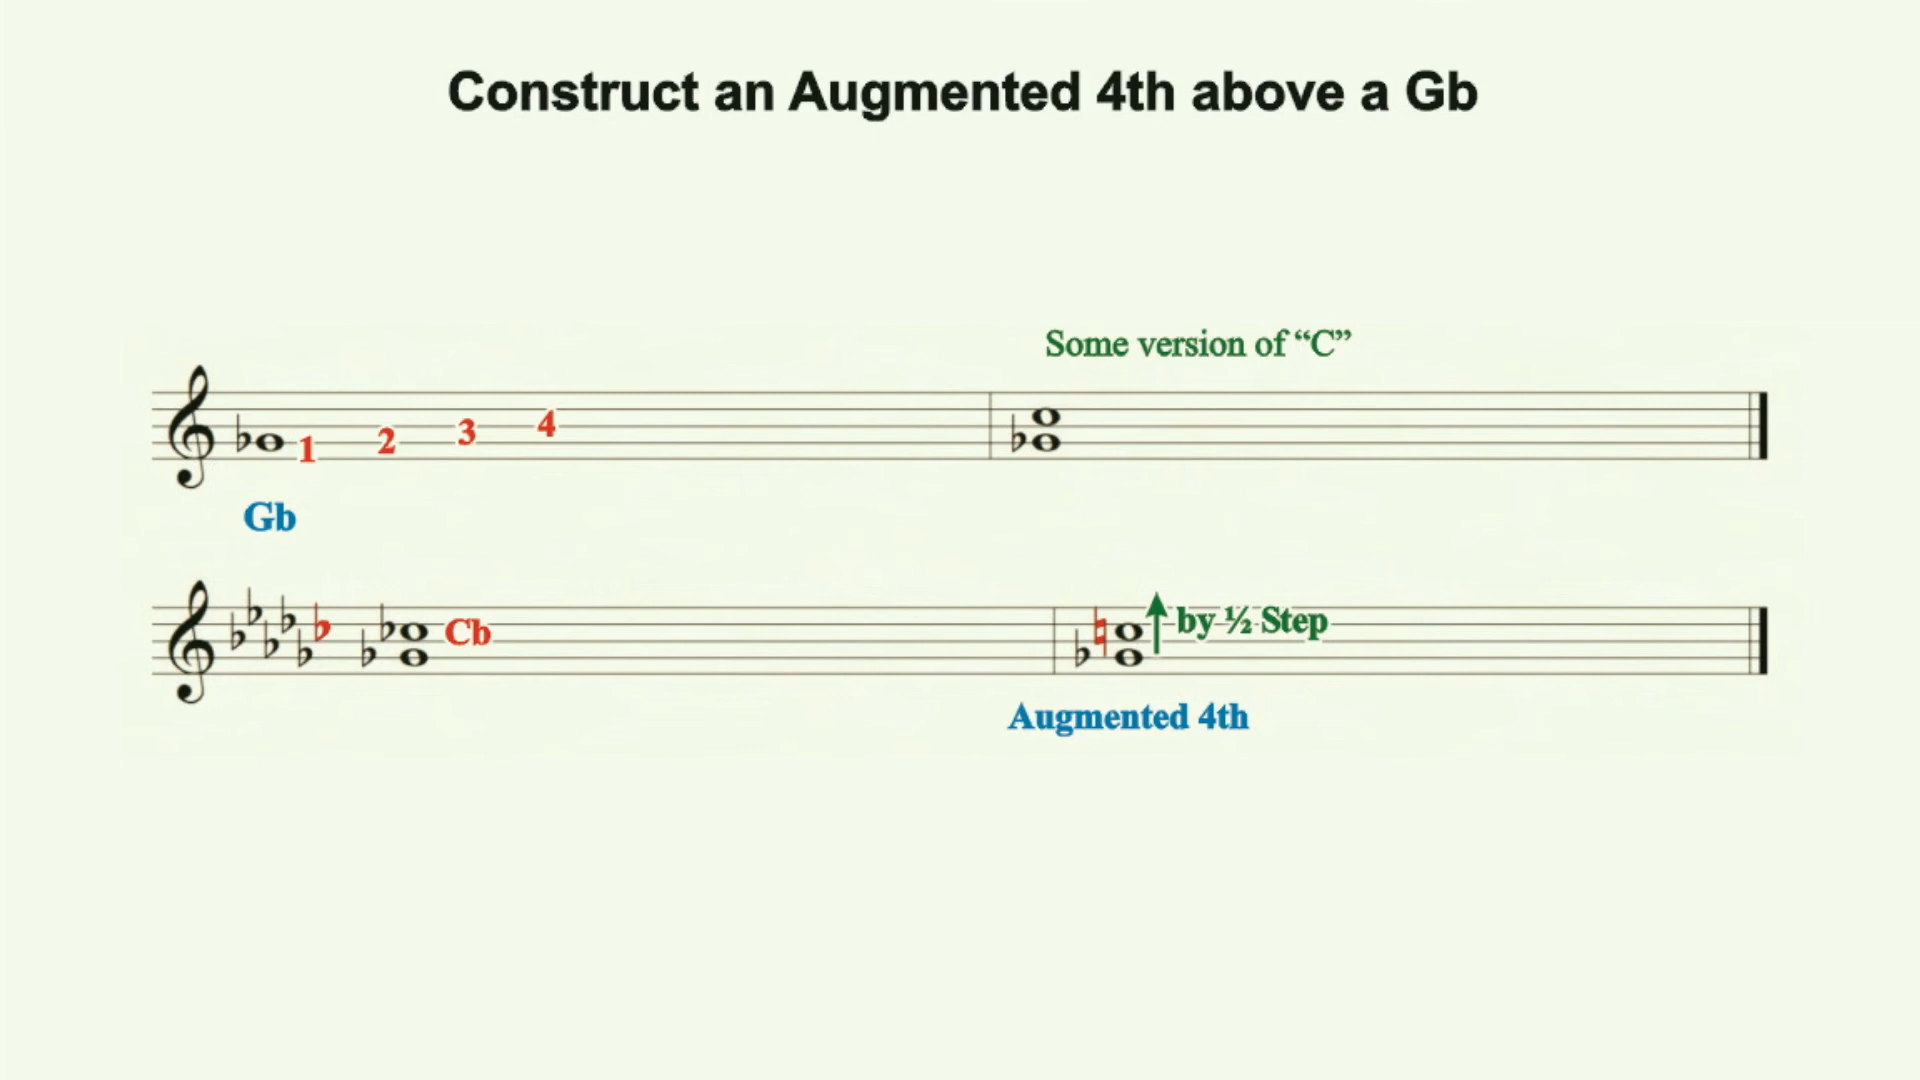 Construct an Augmented 4th above a Gb
Some version of “C”
1 2 3 4
Gb
Cb
by ½ Step
Augmented 4th